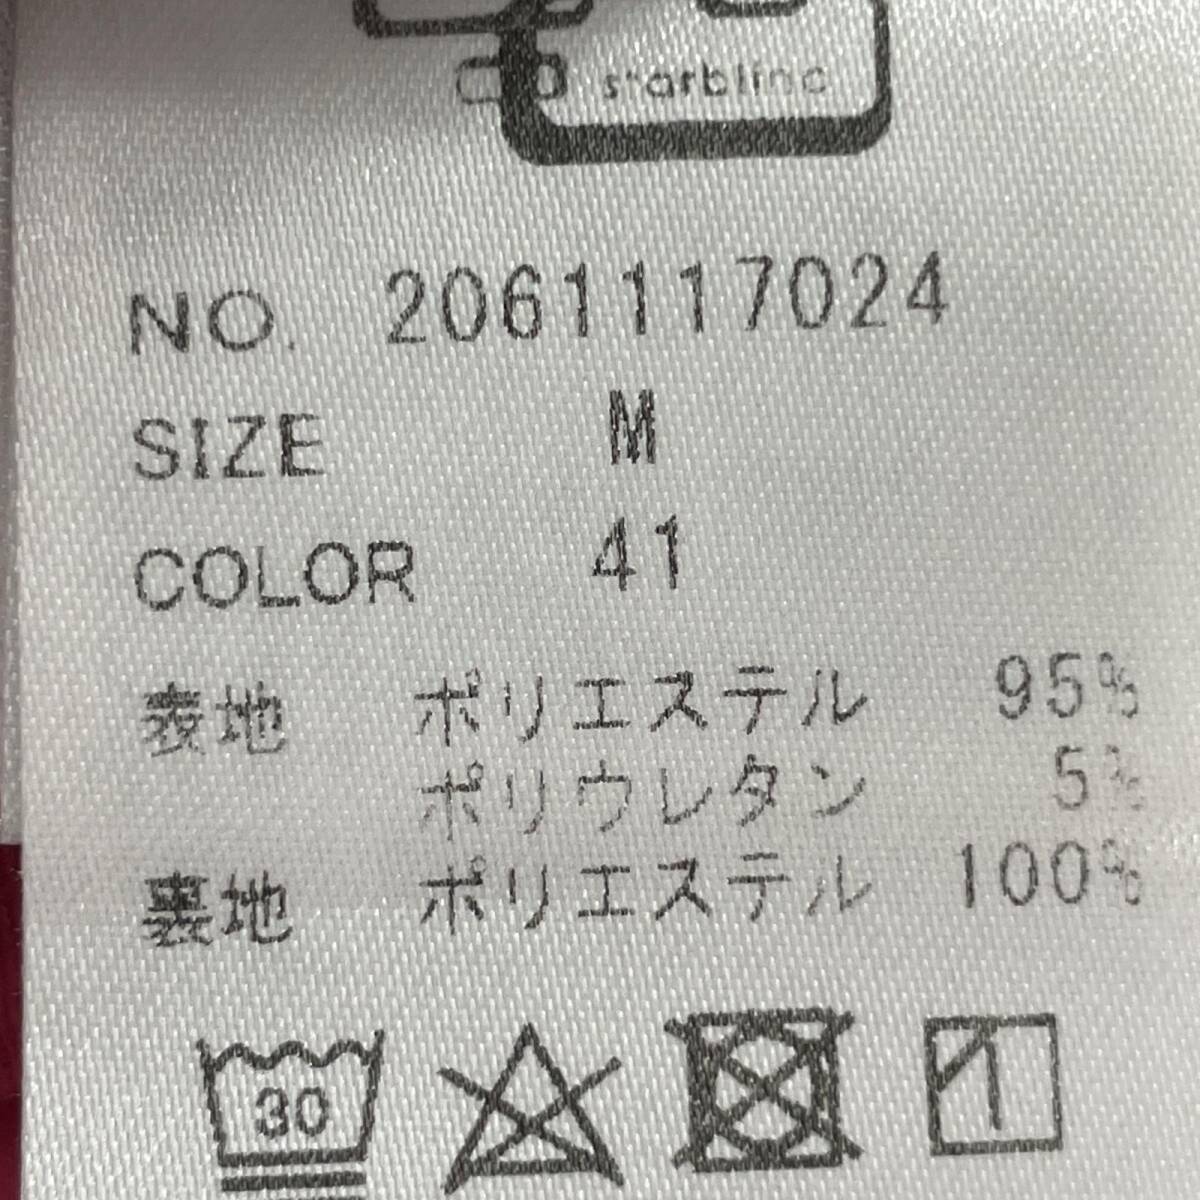 starblinc
NO. 2061117024
SIZE M
COLOR 41
表地 ポリエステル 95%
ポリウレタン 5%
裏地 ポリエステル 100%
30